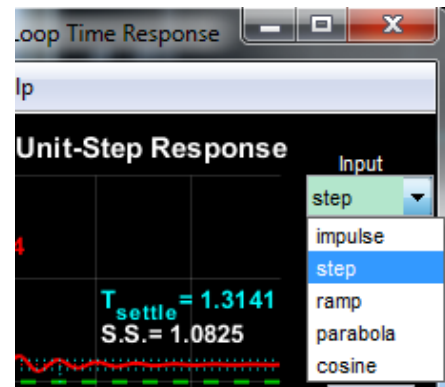 Loop Time Response
lp
Unit-Step Response
Input
step
impulse
step
ramp
parabola
cosine
4
Tsettle = 1.3141
S.S.= 1.0825